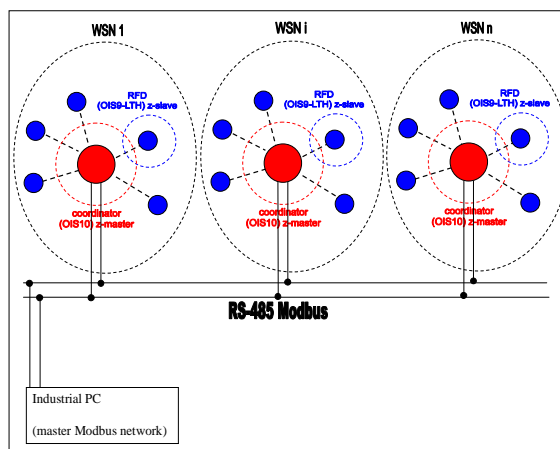 WSN 1
WSN i
WSN n
RFD
(OIS9-LTH) z-slave
RFD
(OIS9-LTH) z-slave
RFD
(OIS9-LTH) z-slave
coordinator
(OIS10) z-master
coordinator
(OIS10) z-master
coordinator
(OIS10) z-master
RS-485 Modbus
Industrial PC
(master Modbus network)